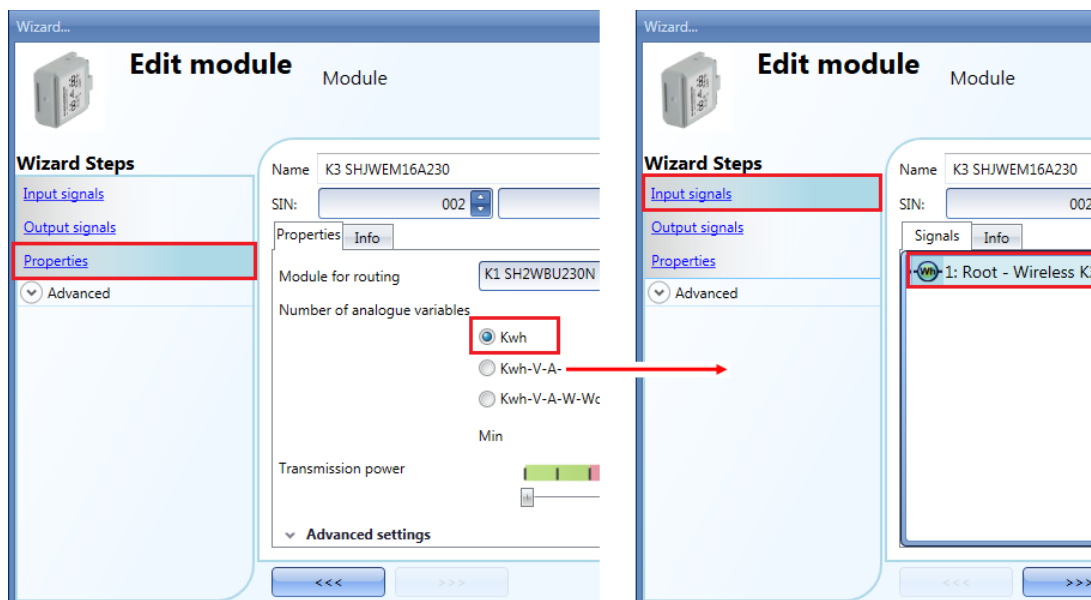 Wizard...
Edit module
Module
Wizard Steps
Input signals
Output signals
Properties
Advanced
Name K3 SHJWEM16A230
SIN: 002
Properties Info
Module for routing K1 SH2WBU230N
Number of analogue variables
Kwh
Kwh-V-A-
Kwh-V-A-W-
Min
Transmission power
Advanced settings
<<< >>>
Wizard...
Edit module
Module
Wizard Steps
Input signals
Output signals
Properties
Advanced
Name K3 SHJWEM16A230
SIN: 002
Signals Info
Wh 1: Root - Wireless
<<< >>>